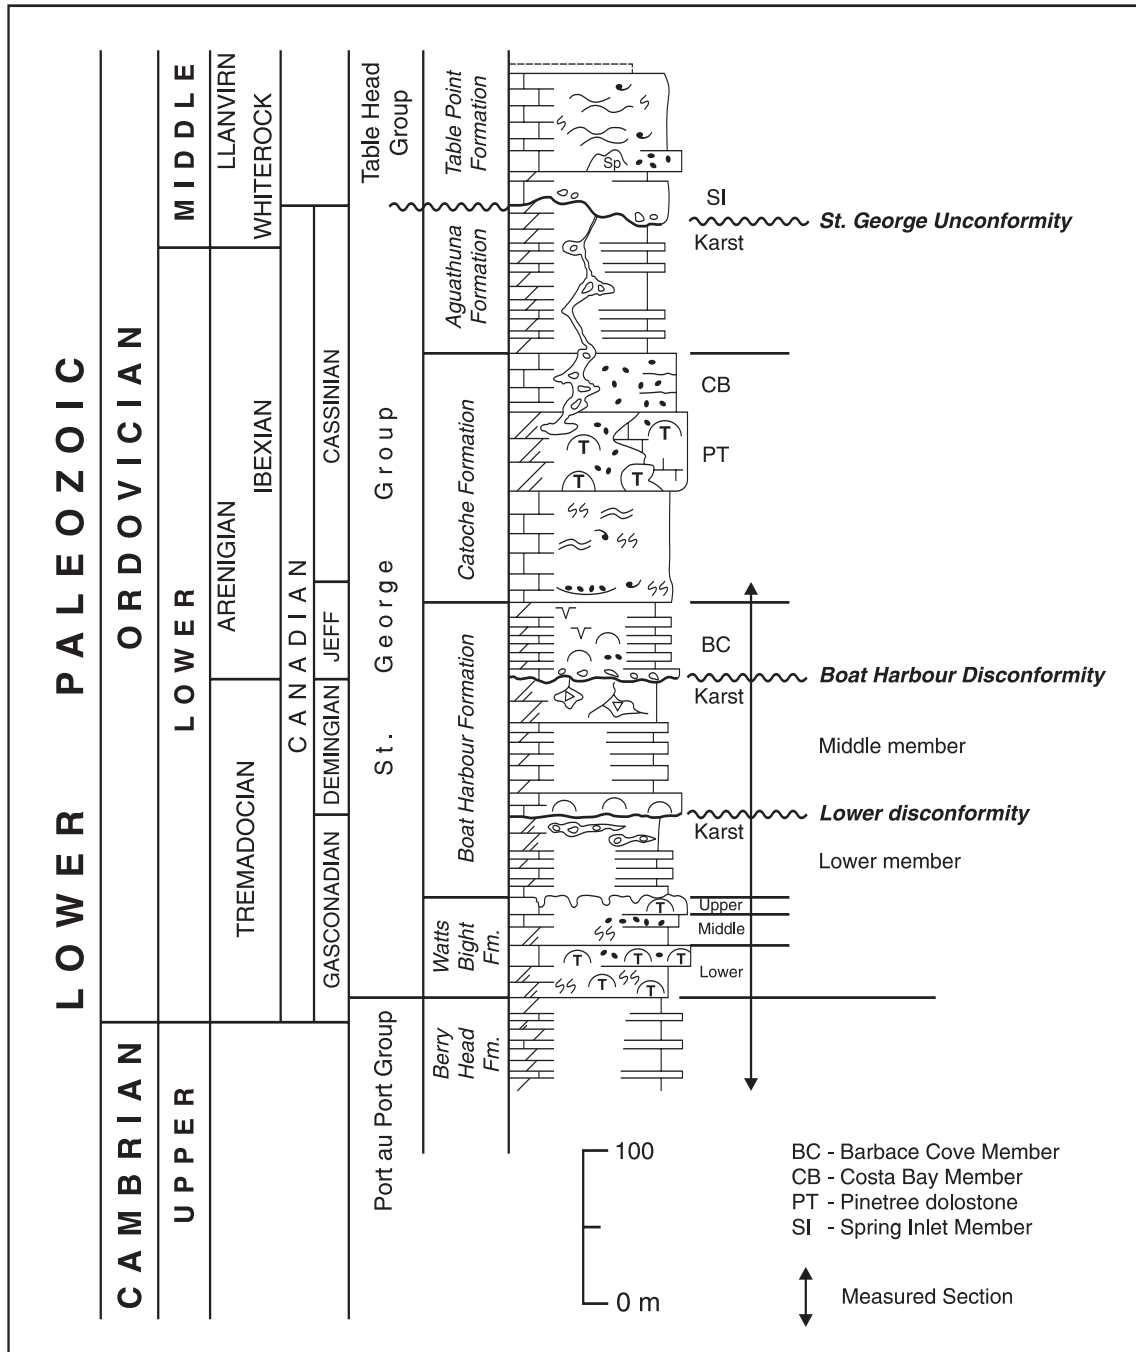 LOWER PALEOZOIC
CAMBRIAN
ORDOVICIAN
UPPER
LOWER
MIDDLE
TREMADOCIAN
ARENIGIAN
IBEXIAN
LLANVIRN
WHITEROCK
CANADIAN
GASCONADIAN
DEMINGIAN
JEFF
CASSINIAN
Port au Port Group
St. George Group
Table Head
Group
Table Point
Formation
Aguathuna
Formation
Catoche Formation
Boat Harbour Formation
Watts
Bight
Fm.
Berry
Head
Fm.
Sp
SI
St. George Unconformity
Karst
CB
T
T
PT
T
T
BC
Boat Harbour Disconformity
Karst
Middle member
Lower disconformity
Karst
Lower member
T
Upper
Middle
T
T
T
Lower
T
T
100
0 m
BC - Barbace Cove Member
CB - Costa Bay Member
PT - Pinetree dolostone
SI - Spring Inlet Member
Measured Section